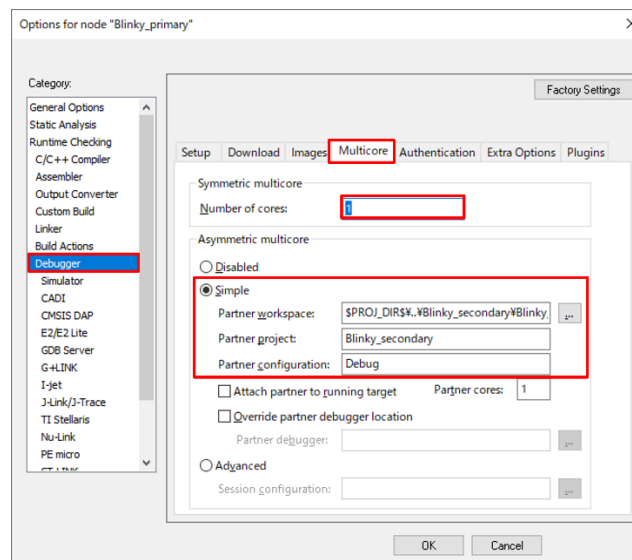 Options for node "Blinky_primary"
Category:
Factory Settings
General Options
Static Analysis
Runtime Checking
C/C++ Compiler
Assembler
Output Converter
Custom Build
Linker
Build Actions
Debugger
Simulator
CADI
CMSIS DAP
E2/E2 Lite
GDB Server
G+LINK
I-jet
J-Link/J-Trace
TI Stellaris
Nu-Link
PE micro
ST-LINK
Setup Download Images Multicore Authentication Extra Options Plugins
Symmetric multicore
Number of cores: 1
Asymmetric multicore
Disabled
Simple
Partner workspace: $PROJ_DIR$¥..¥Blinky_secondary¥Blinky_ ...
Partner project: Blinky_secondary
Partner configuration: Debug
Attach partner to running target Partner cores: 1
Override partner debugger location
Partner debugger: ...
Advanced
Session configuration: ...
OK Cancel